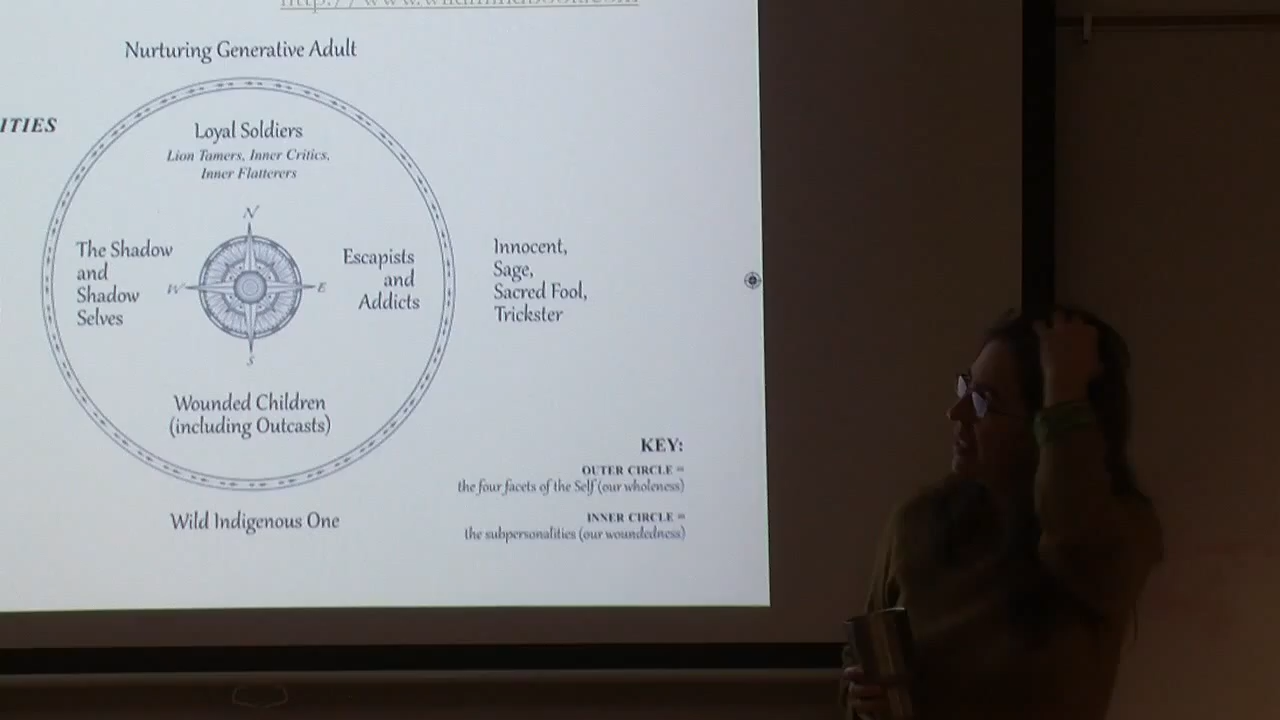 Nurturing Generative Adult
ITIES
Loyal Soldiers
Lion Tamers, Inner Critics,
Inner Flatterers
N
The Shadow
and
Shadow
Selves
W
E
Escapists
and
Addicts
Innocent,
Sage,
Sacred Fool,
Trickster
S
Wounded Children
(including Outcasts)
KEY:
OUTER CIRCLE =
the four facets of the Self (our wholeness)
Wild Indigenous One
INNER CIRCLE =
the subpersonalities (our woundedness)